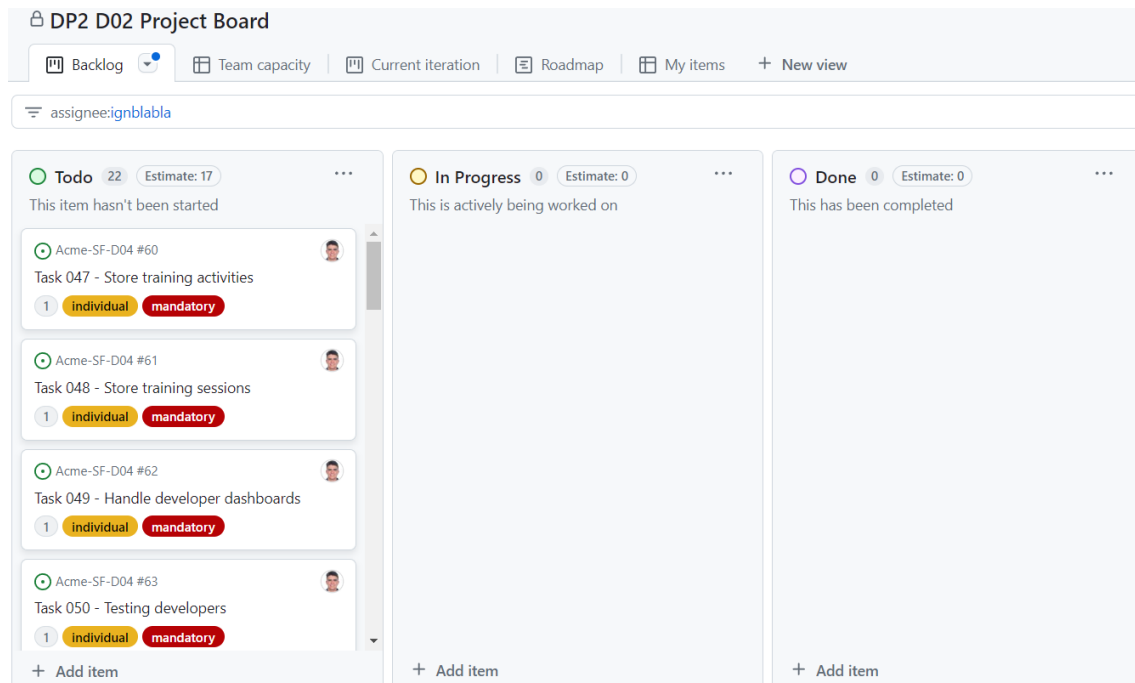 DP2 D02 Project Board
Backlog Team capacity Current iteration Roadmap My items + New view
assignee:ignblabla
Todo 22 Estimate: 17 ...
This item hasn't been started
Acme-SF-D04 #60
Task 047 - Store training activities
1 individual mandatory
Acme-SF-D04 #61
Task 048 - Store training sessions
1 individual mandatory
Acme-SF-D04 #62
Task 049 - Handle developer dashboards
1 individual mandatory
Acme-SF-D04 #63
Task 050 - Testing developers
1 individual mandatory
+ Add item
In Progress 0 Estimate: 0 ...
This is actively being worked on
+ Add item
Done 0 Estimate: 0 ...
This has been completed
+ Add item